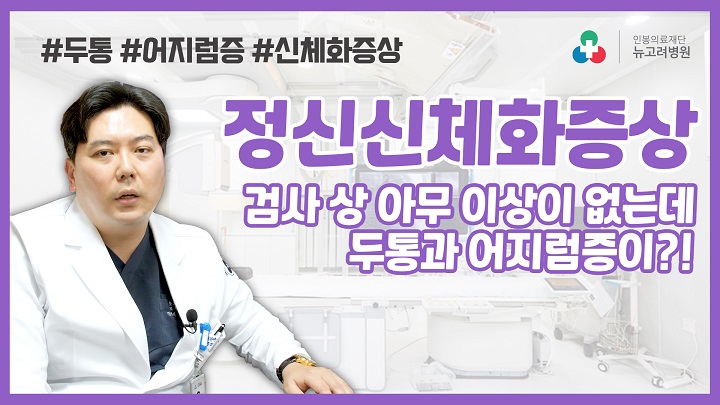 #두통 #어지럼증 #신체화증상
인봉의료재단
뉴고려병원
정신신체화증상
검사 상 아무 이상이 없는데
두통과 어지럼증이?!